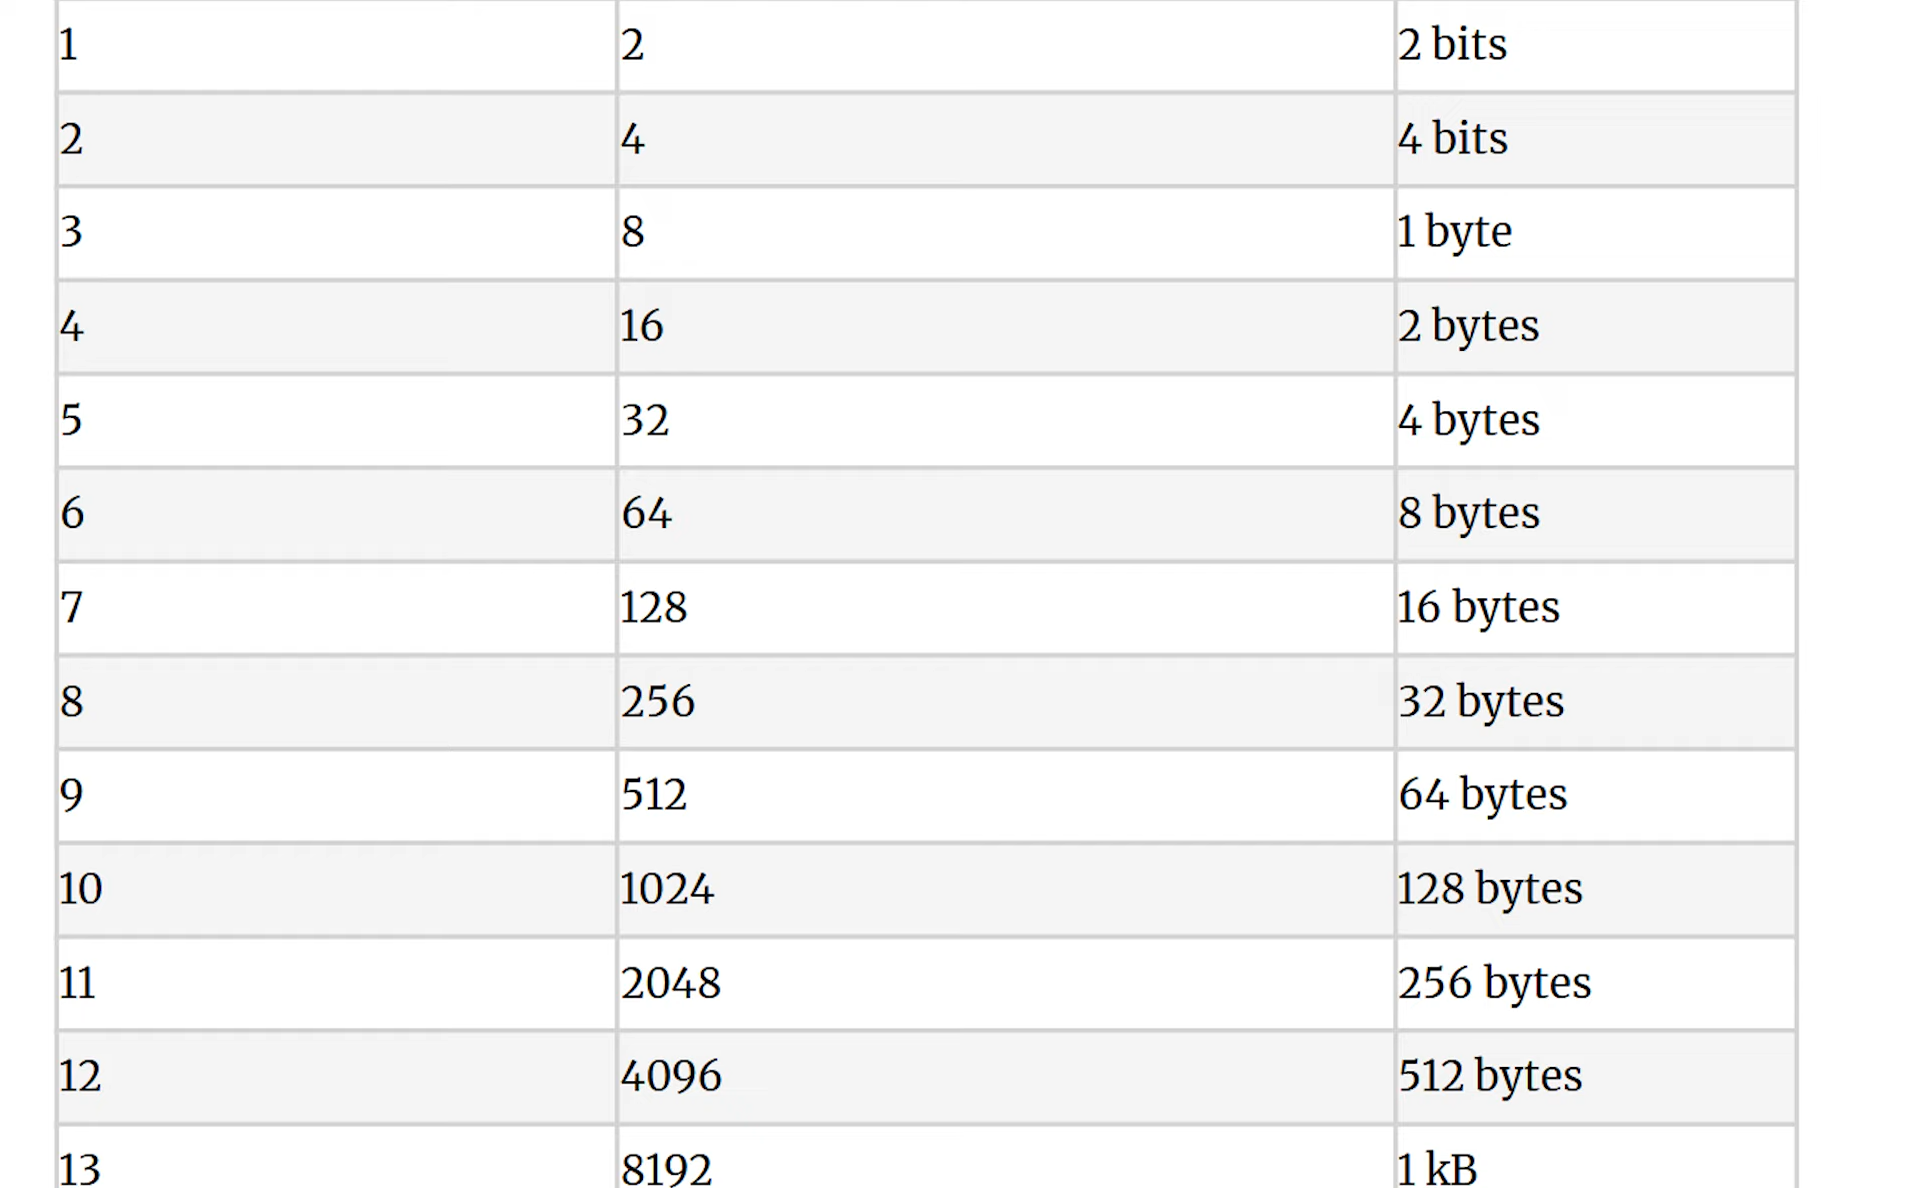 1 2 2 bits
2 4 4 bits
3 8 1 byte
4 16 2 bytes
5 32 4 bytes
6 64 8 bytes
7 128 16 bytes
8 256 32 bytes
9 512 64 bytes
10 1024 128 bytes
11 2048 256 bytes
12 4096 512 bytes
13 8192 1 kB